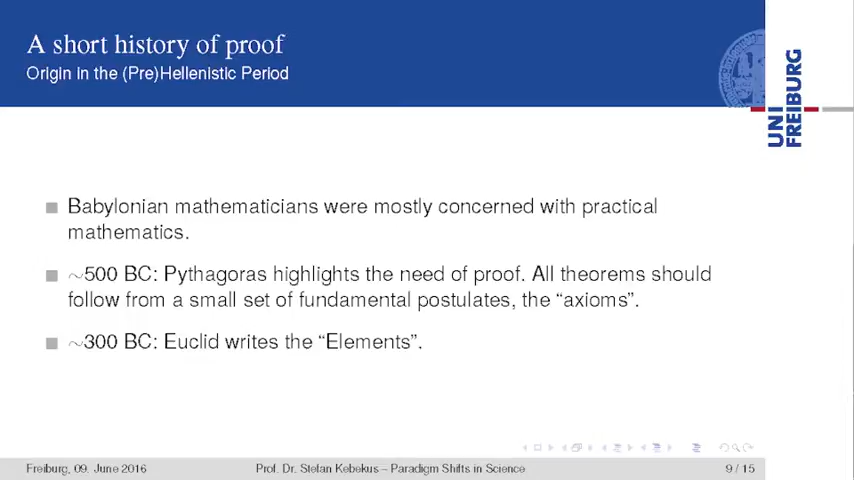 A short history of proof
Origin in the (Pre)Hellenistic Period
UNI
FREIBURG
Babylonian mathematicians were mostly concerned with practical
mathematics.
∼500 BC: Pythagoras highlights the need of proof. All theorems should
follow from a small set of fundamental postulates, the “axioms”.
∼300 BC: Euclid writes the “Elements”.
Freiburg, 09. June 2016
Prof. Dr. Stefan Kebekus – Paradigm Shifts in Science
9 / 15